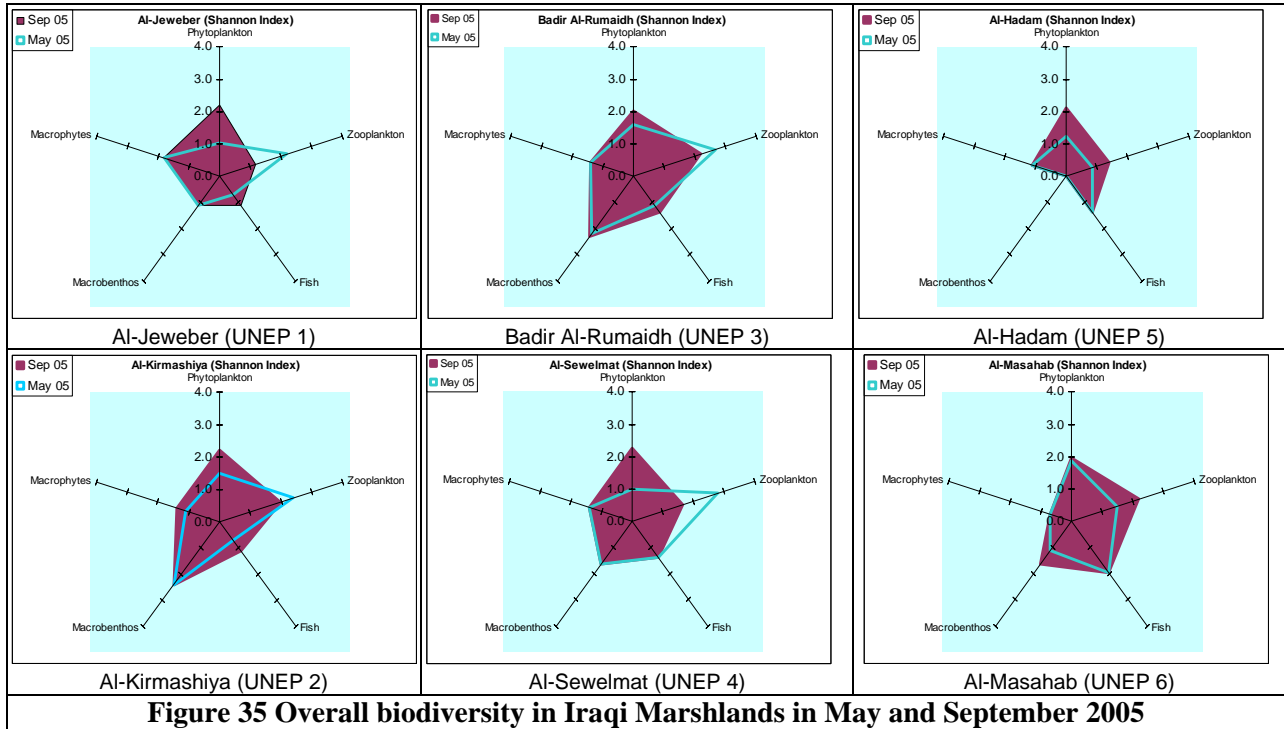 Sep 05
May 05
Al-Jeweber (Shannon Index)
Phytoplankton
4.0
3.0
2.0
1.0
0.0
Macrophytes
Zooplankton
Macrobenthos
Fish
Al-Jeweber (UNEP 1)
Sep 05
May 05
Badir Al-Rumaidh (Shannon Index)
Phytoplankton
4.0
3.0
2.0
1.0
0.0
Macrophytes
Zooplankton
Macrobenthos
Fish
Badir Al-Rumaidh (UNEP 3)
Sep 05
May 05
Al-Hadam (Shannon Index)
Phytoplankton
4.0
3.0
2.0
1.0
0.0
Macrophytes
Zooplankton
Macrobenthos
Fish
Al-Hadam (UNEP 5)
Sep 05
May 05
Al-Kirmashiya (Shannon Index)
Phytoplankton
4.0
3.0
2.0
1.0
0.0
Macrophytes
Zooplankton
Macrobenthos
Fish
Al-Kirmashiya (UNEP 2)
Sep 05
May 05
Al-Sewelmat (Shannon Index)
Phytoplankton
4.0
3.0
2.0
1.0
0.0
Macrophytes
Zooplankton
Macrobenthos
Fish
Al-Sewelmat (UNEP 4)
Sep 05
May 05
Al-Masahab (Shannon Index)
Phytoplankton
4.0
3.0
2.0
1.0
0.0
Macrophytes
Zooplankton
Macrobenthos
Fish
Al-Masahab (UNEP 6)
Figure 35 Overall biodiversity in Iraqi Marshlands in May and September 2005